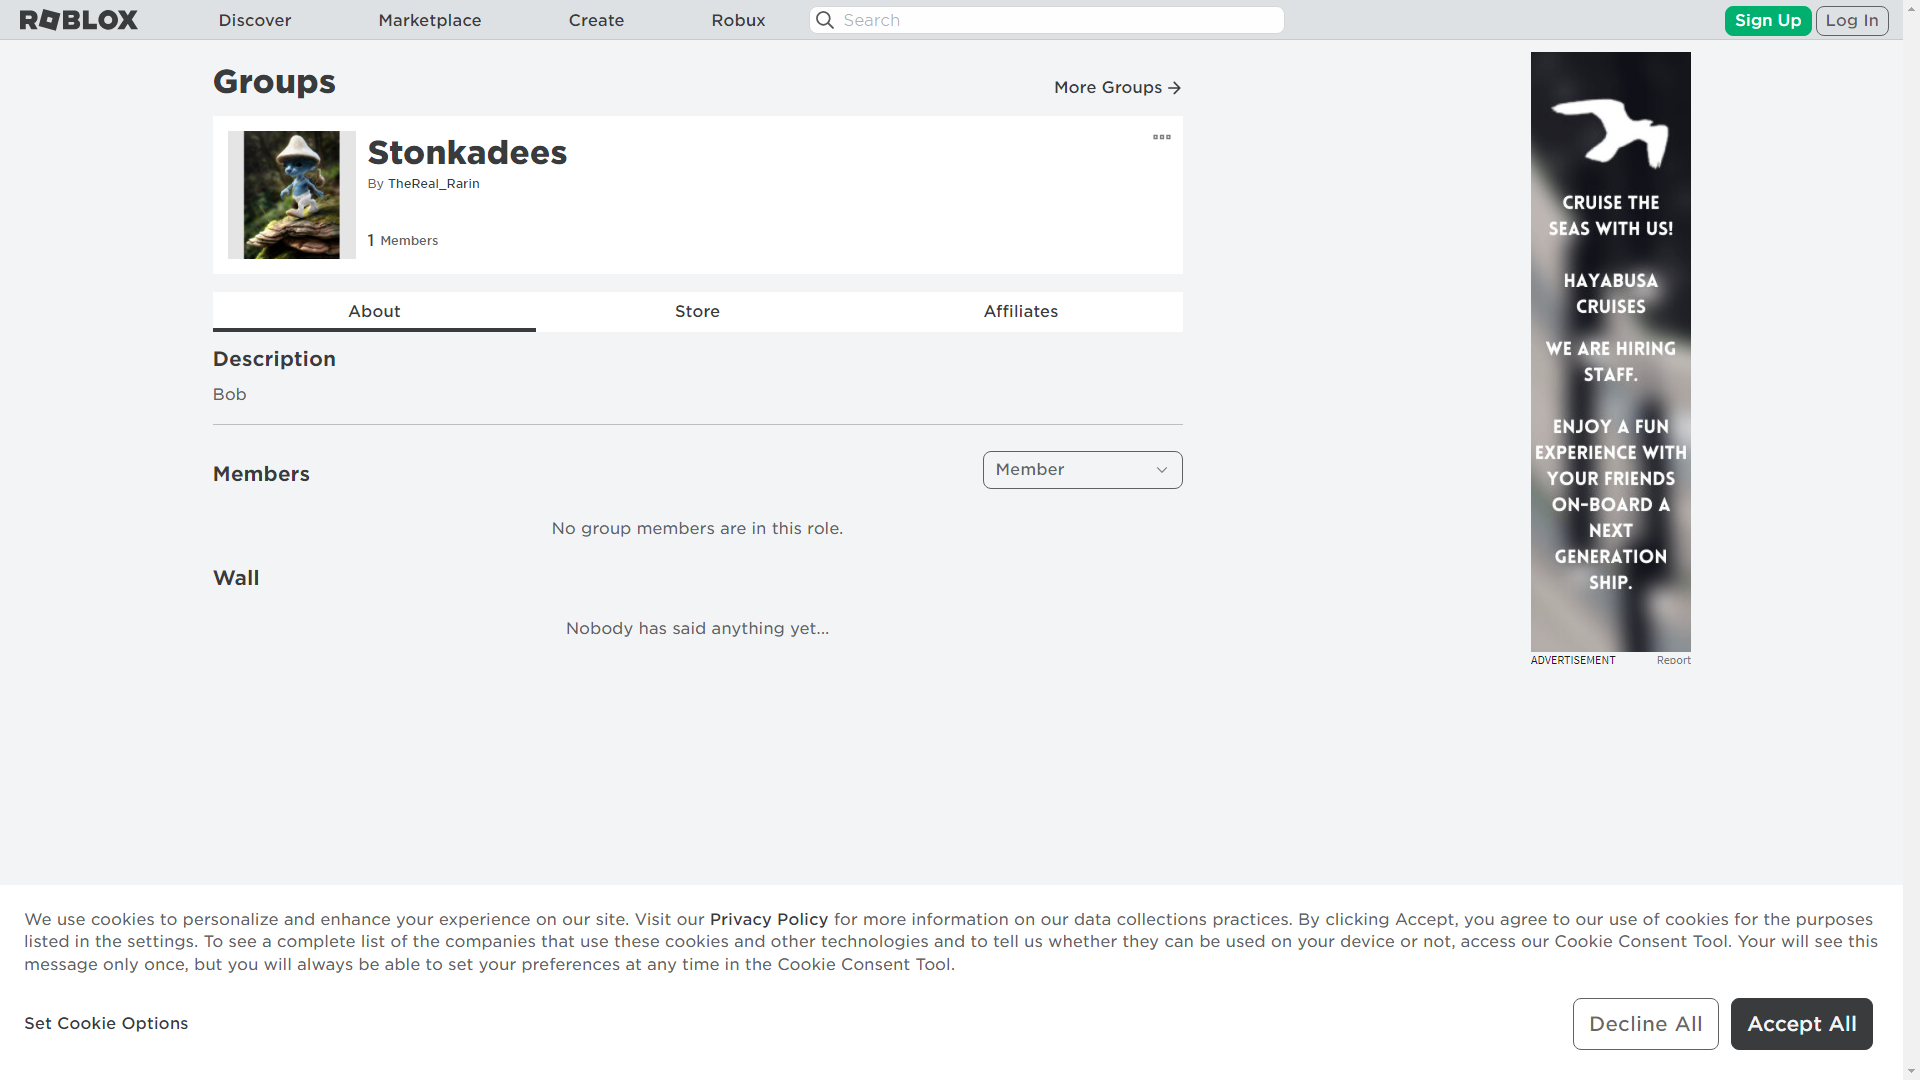 ROBLOX
Discover
Marketplace
Create
Robux
Search
Sign Up
Log In
Groups
More Groups
Stonkadees
By TheReal_Rarin
1 Members
About
Store
Affiliates
Description
Bob
Members
Member
No group members are in this role.
Wall
Nobody has said anything yet...
CRUISE THE
SEAS WITH US!
HAYABUSA
CRUISES
WE ARE HIRING
STAFF.
ENJOY A FUN
EXPERIENCE WITH
YOUR FRIENDS
ON-BOARD A
NEXT
GENERATION
SHIP.
ADVERTISEMENT
Report
We use cookies to personalize and enhance your experience on our site. Visit our Privacy Policy for more information on our data collections practices. By clicking Accept, you agree to our use of cookies for the purposes
listed in the settings. To see a complete list of the companies that use these cookies and other technologies and to tell us whether they can be used on your device or not, access our Cookie Consent Tool. Your will see this
message only once, but you will always be able to set your preferences at any time in the Cookie Consent Tool.
Set Cookie Options
Decline All
Accept All